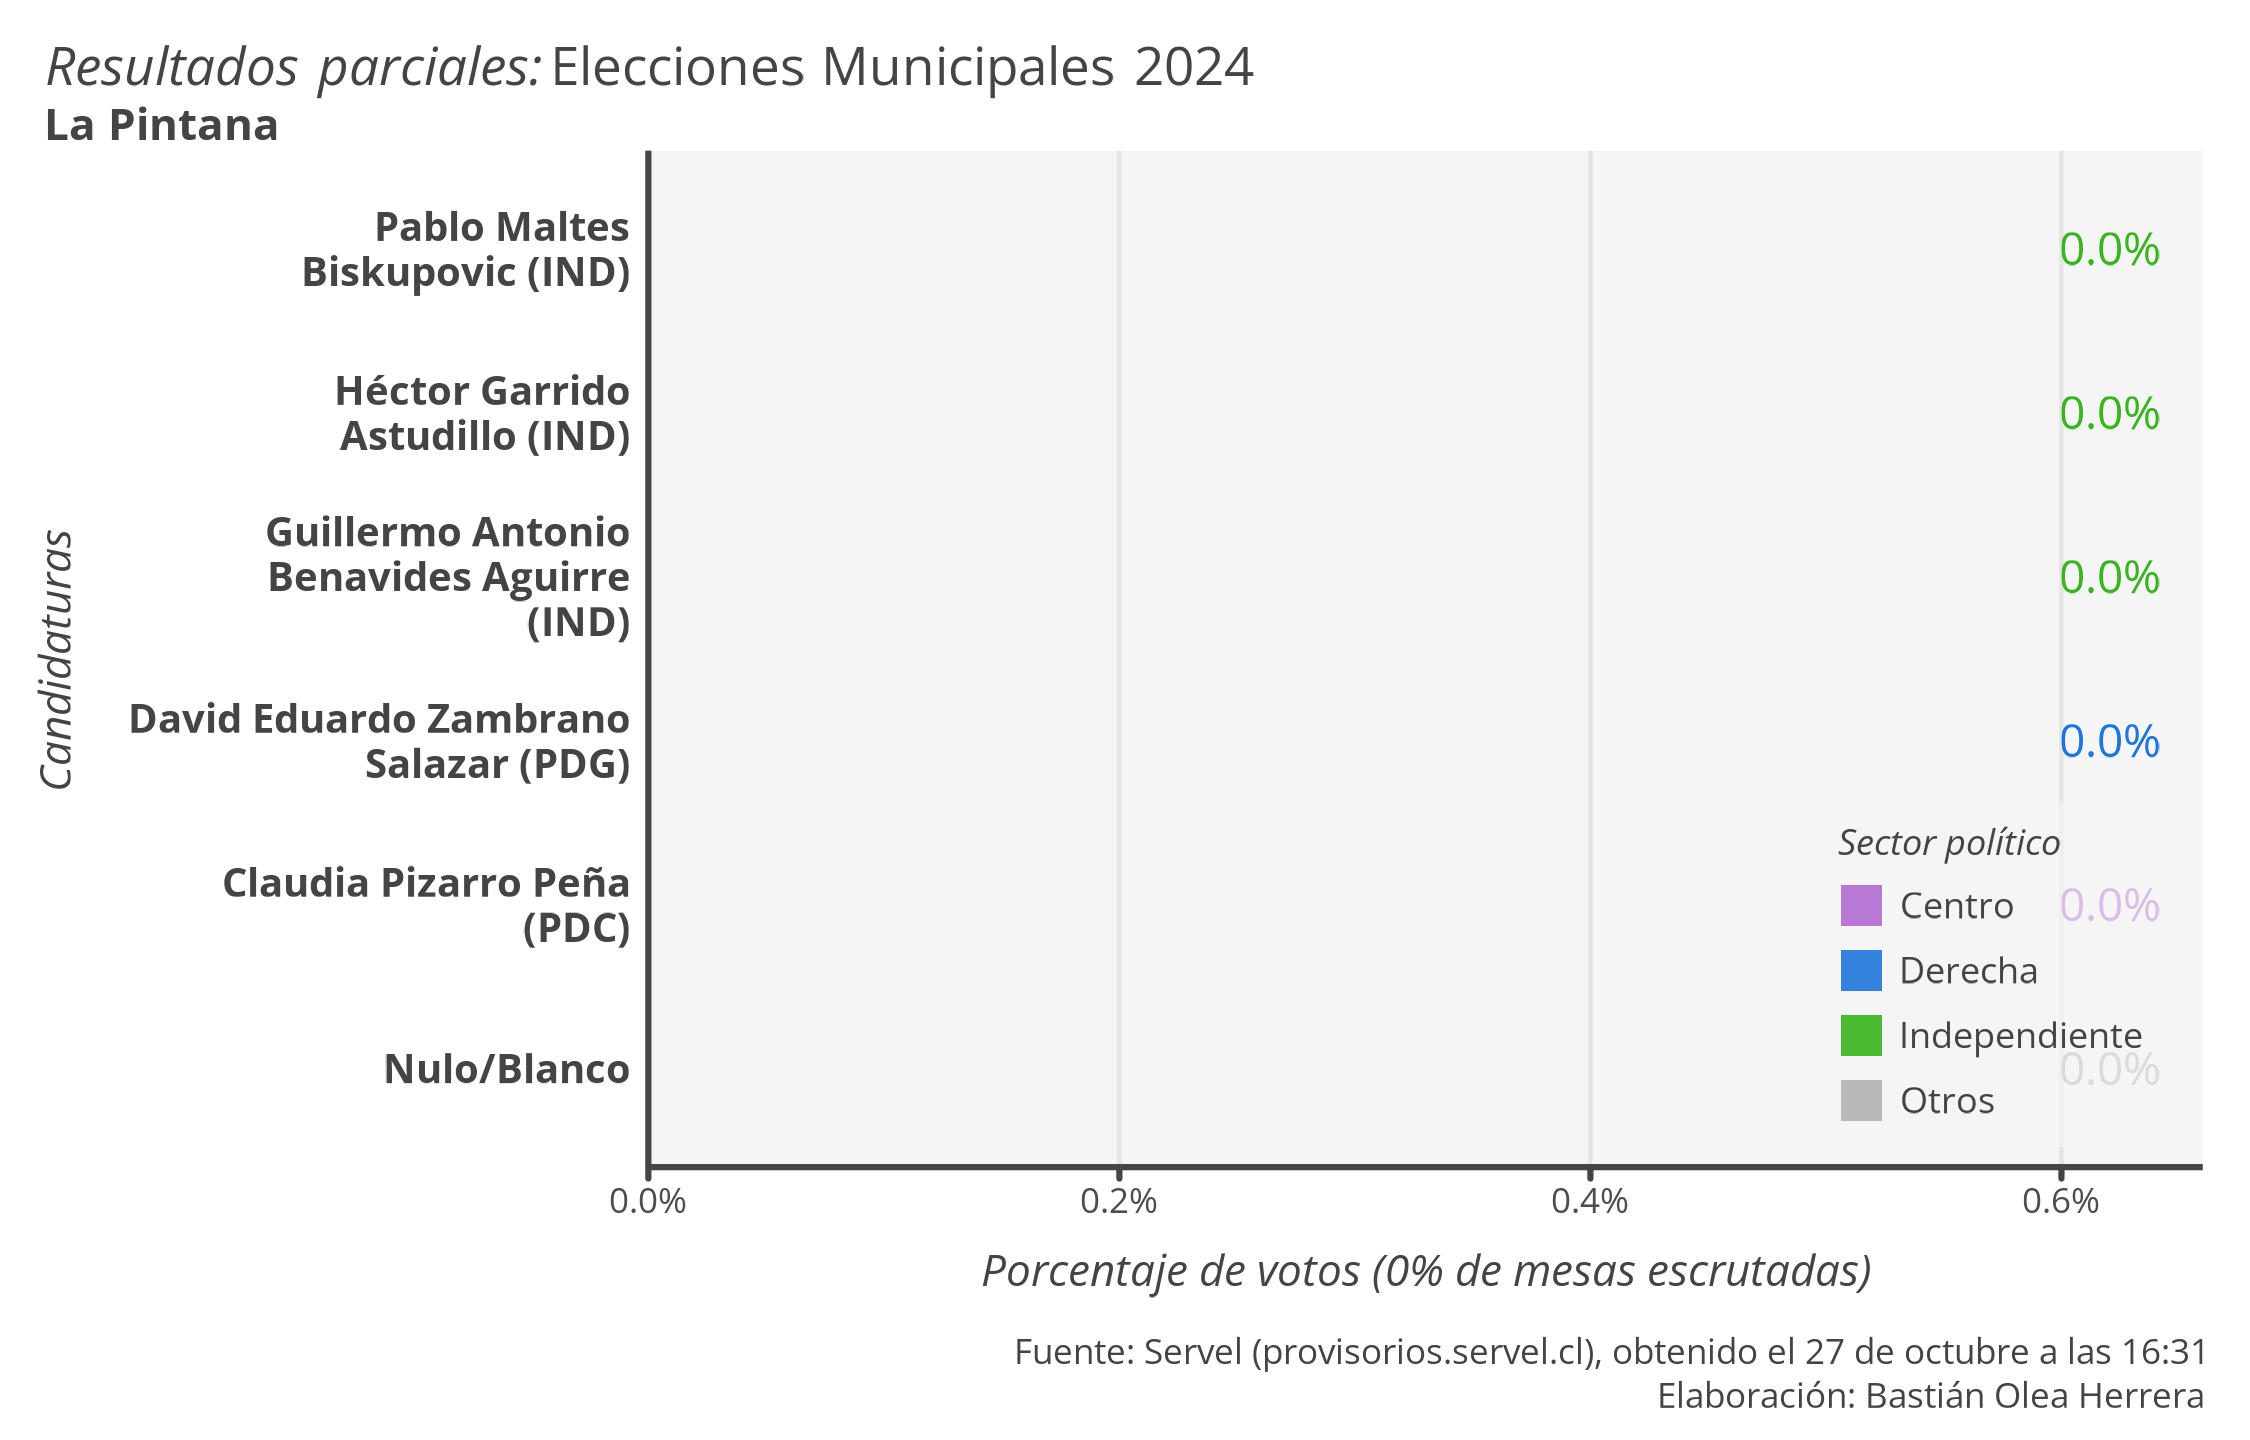 Resultados parciales: Elecciones Municipales 2024
La Pintana
Candidaturas
Pablo Maltes
Biskupovic (IND)
0.0%
Héctor Garrido
Astudillo (IND)
0.0%
Guillermo Antonio
Benavides Aguirre
(IND)
0.0%
David Eduardo Zambrano
Salazar (PDG)
0.0%
Claudia Pizarro Peña
(PDC)
0.0%
Nulo/Blanco
0.0%
Sector político
Centro
Derecha
Independiente
Otros
0.0% 0.2% 0.4% 0.6%
Porcentaje de votos (0% de mesas escrutadas)
Fuente: Servel (provisorios.servel.cl), obtenido el 27 de octubre a las 16:31
Elaboración: Bastián Olea Herrera